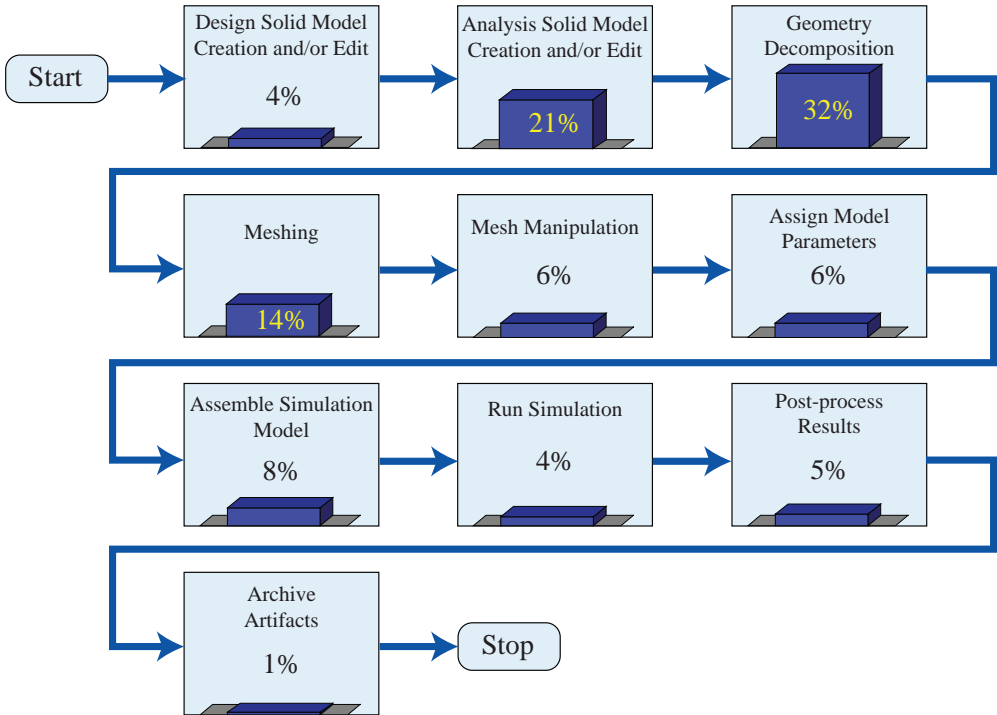 Start
Design Solid Model
Creation and/or Edit
4%
Analysis Solid Model
Creation and/or Edit
21%
Geometry
Decomposition
32%
Meshing
14%
Mesh Manipulation
6%
Assign Model
Parameters
6%
Assemble Simulation
Model
8%
Run Simulation
4%
Post-process
Results
5%
Archive
Artifacts
1%
Stop